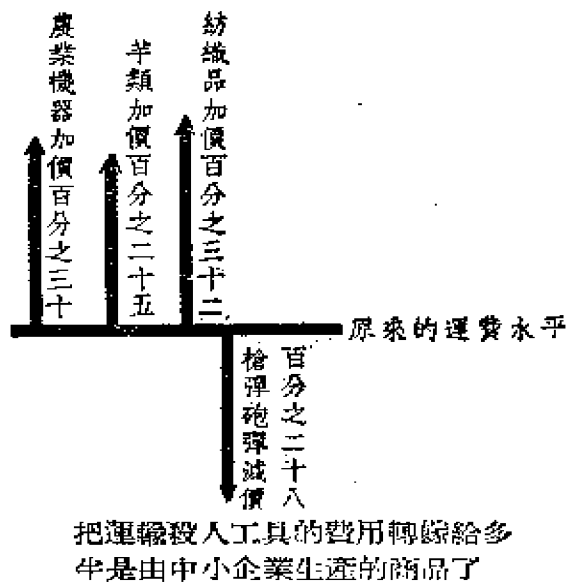 紡織品加價百分之三十二
芋類加價百分之二十五
農業機器加價百分之三十
原來的運費水平
槍彈砲彈減價
百分之二十八
把運輸殺人工具的費用轉嫁給多
半是由中小企業生產的商品了